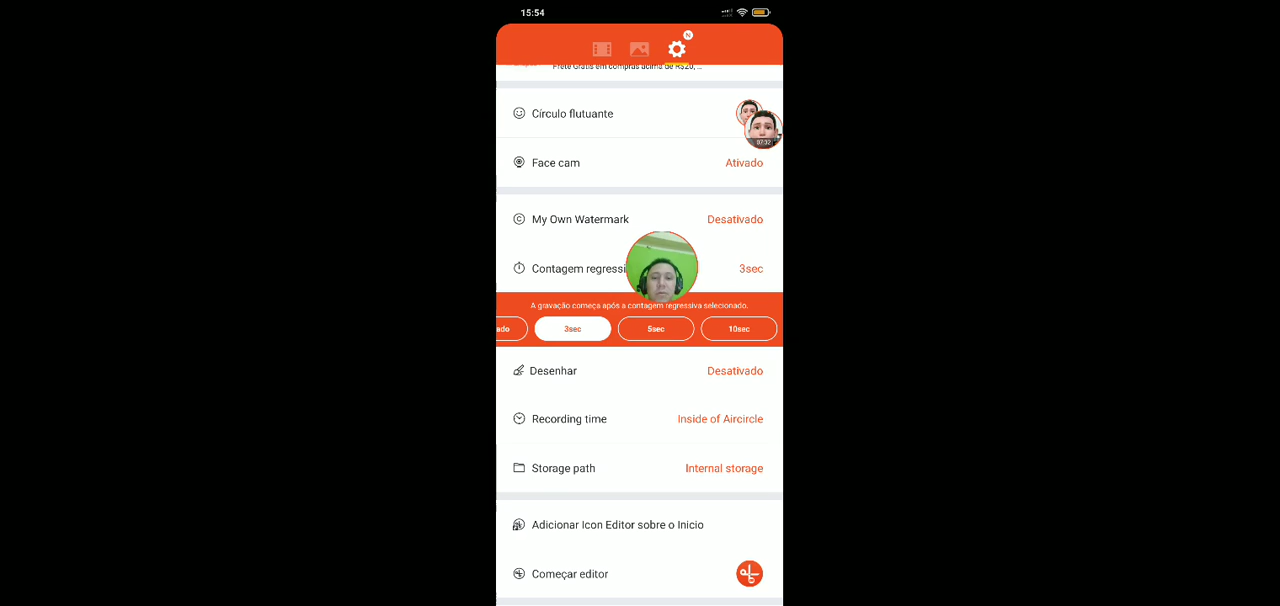 15:54
N
Frete Grátis em compras acima de R$20, ...
Círculo flutuante
07:32
Face cam
Ativado
My Own Watermark
Desativado
Contagem regressi
3sec
A gravação começa após a contagem regressiva selecionado.
ado
3sec
5sec
10sec
Desenhar
Desativado
Recording time
Inside of Aircircle
Storage path
Internal storage
Adicionar Icon Editor sobre o Inicio
Começar editor